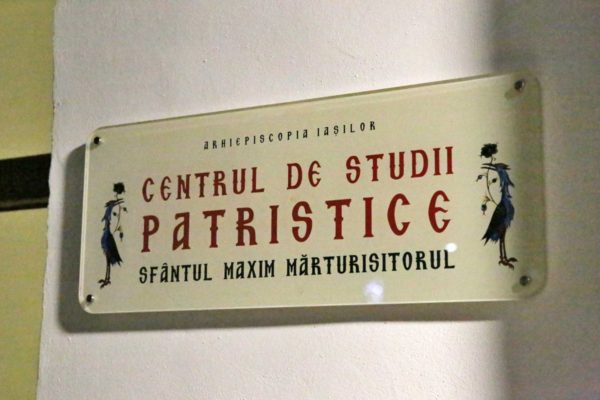 ARHIEPISCOPIA IAȘILOR
CENTRUL DE STUDII
PATRISTICE
SFÂNTUL MAXIM MĂRTURISITORUL